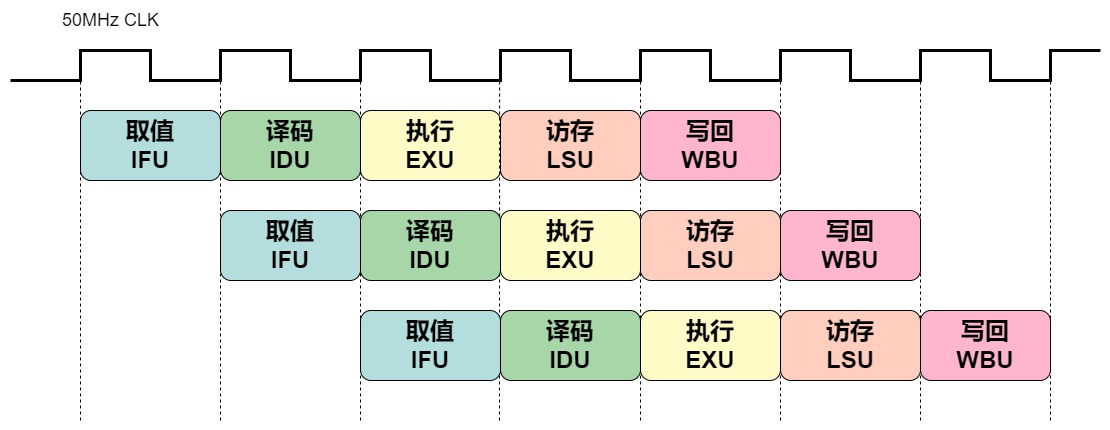 50MHz CLK
取值
IFU
译码
IDU
执行
EXU
访存
LSU
写回
WBU
取值
IFU
译码
IDU
执行
EXU
访存
LSU
写回
WBU
取值
IFU
译码
IDU
执行
EXU
访存
LSU
写回
WBU